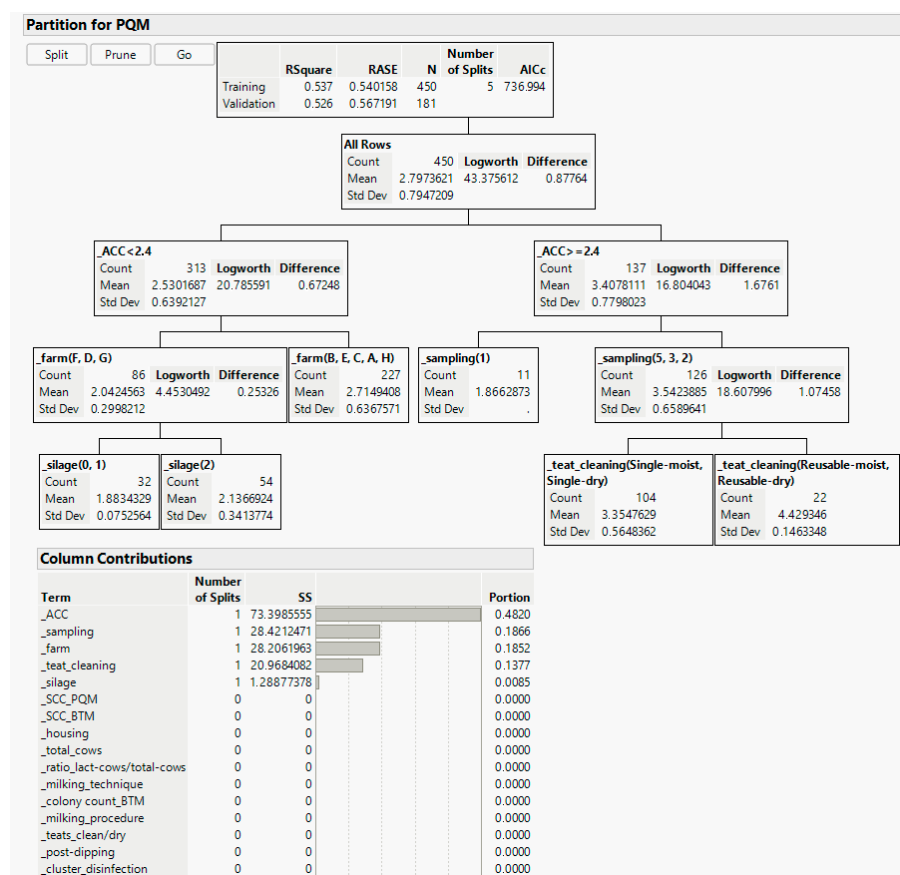 Partition for PQM
Split Prune Go
Number
RSquare RASE N of Splits AICc
Training 0.537 0.540158 450 5 736.994
Validation 0.526 0.567191 181
All Rows
Count 450 Logworth Difference
Mean 2.7973621 43.375612 0.87764
Std Dev 0.7947209
_ACC<2.4
Count 313 Logworth Difference
Mean 2.5301687 20.785591 0.67248
Std Dev 0.6392127
_ACC>=2.4
Count 137 Logworth Difference
Mean 3.4078111 16.804043 1.6761
Std Dev 0.7798023
_farm(F, D, G)
Count 86 Logworth Difference
Mean 2.0424563 4.4530492 0.25326
Std Dev 0.2998212
_farm(B, E, C, A, H)
Count 227
Mean 2.7149408
Std Dev 0.6367571
_sampling(1)
Count 11
Mean 1.8662873
Std Dev .
_sampling(5, 3, 2)
Count 126 Logworth Difference
Mean 3.5423885 18.607996 1.07458
Std Dev 0.6589641
_silage(0, 1)
Count 32
Mean 1.8834329
Std Dev 0.0752564
_silage(2)
Count 54
Mean 2.1366924
Std Dev 0.3413774
_teat_cleaning(Single-moist,
Single-dry)
Count 104
Mean 3.3547629
Std Dev 0.5648362
_teat_cleaning(Reusable-moist,
Reusable-dry)
Count 22
Mean 4.429346
Std Dev 0.1463348
Column Contributions
Number
Term of Splits SS Portion
_ACC 1 73.3985555 0.4820
_sampling 1 28.4212471 0.1866
_farm 1 28.2061963 0.1852
_teat_cleaning 1 20.9684082 0.1377
_silage 1 1.28877378 0.0085
_SCC_PQM 0 0 0.0000
_SCC_BTM 0 0 0.0000
_housing 0 0 0.0000
_total_cows 0 0 0.0000
_ratio_lact-cows/total-cows 0 0 0.0000
_milking_technique 0 0 0.0000
_colony count_BTM 0 0 0.0000
_milking_procedure 0 0 0.0000
_teats_clean/dry 0 0 0.0000
_post-dipping 0 0 0.0000
_cluster_disinfection 0 0 0.0000